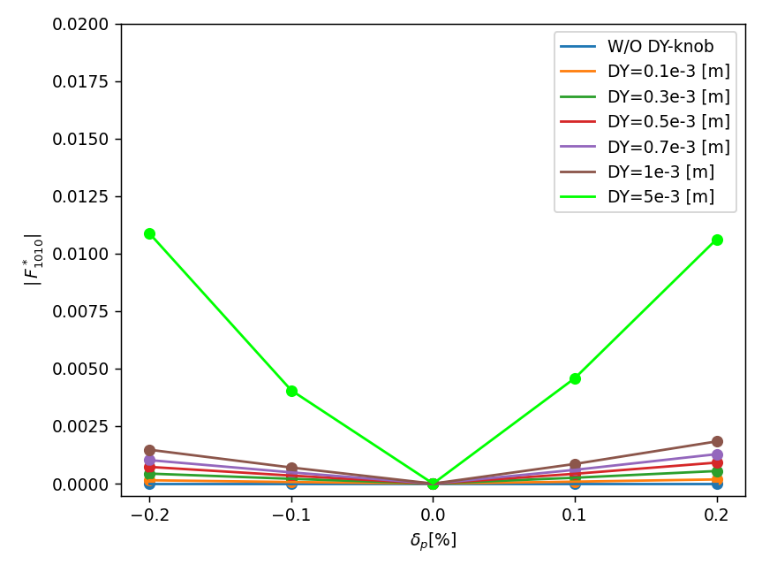 0.0200
0.0175
0.0150
0.0125
0.0100
0.0075
0.0050
0.0025
0.0000
|F*1010|
W/O DY-knob
DY=0.1e-3 [m]
DY=0.3e-3 [m]
DY=0.5e-3 [m]
DY=0.7e-3 [m]
DY=1e-3 [m]
DY=5e-3 [m]
−0.2 −0.1 0.0 0.1 0.2
δp[%]